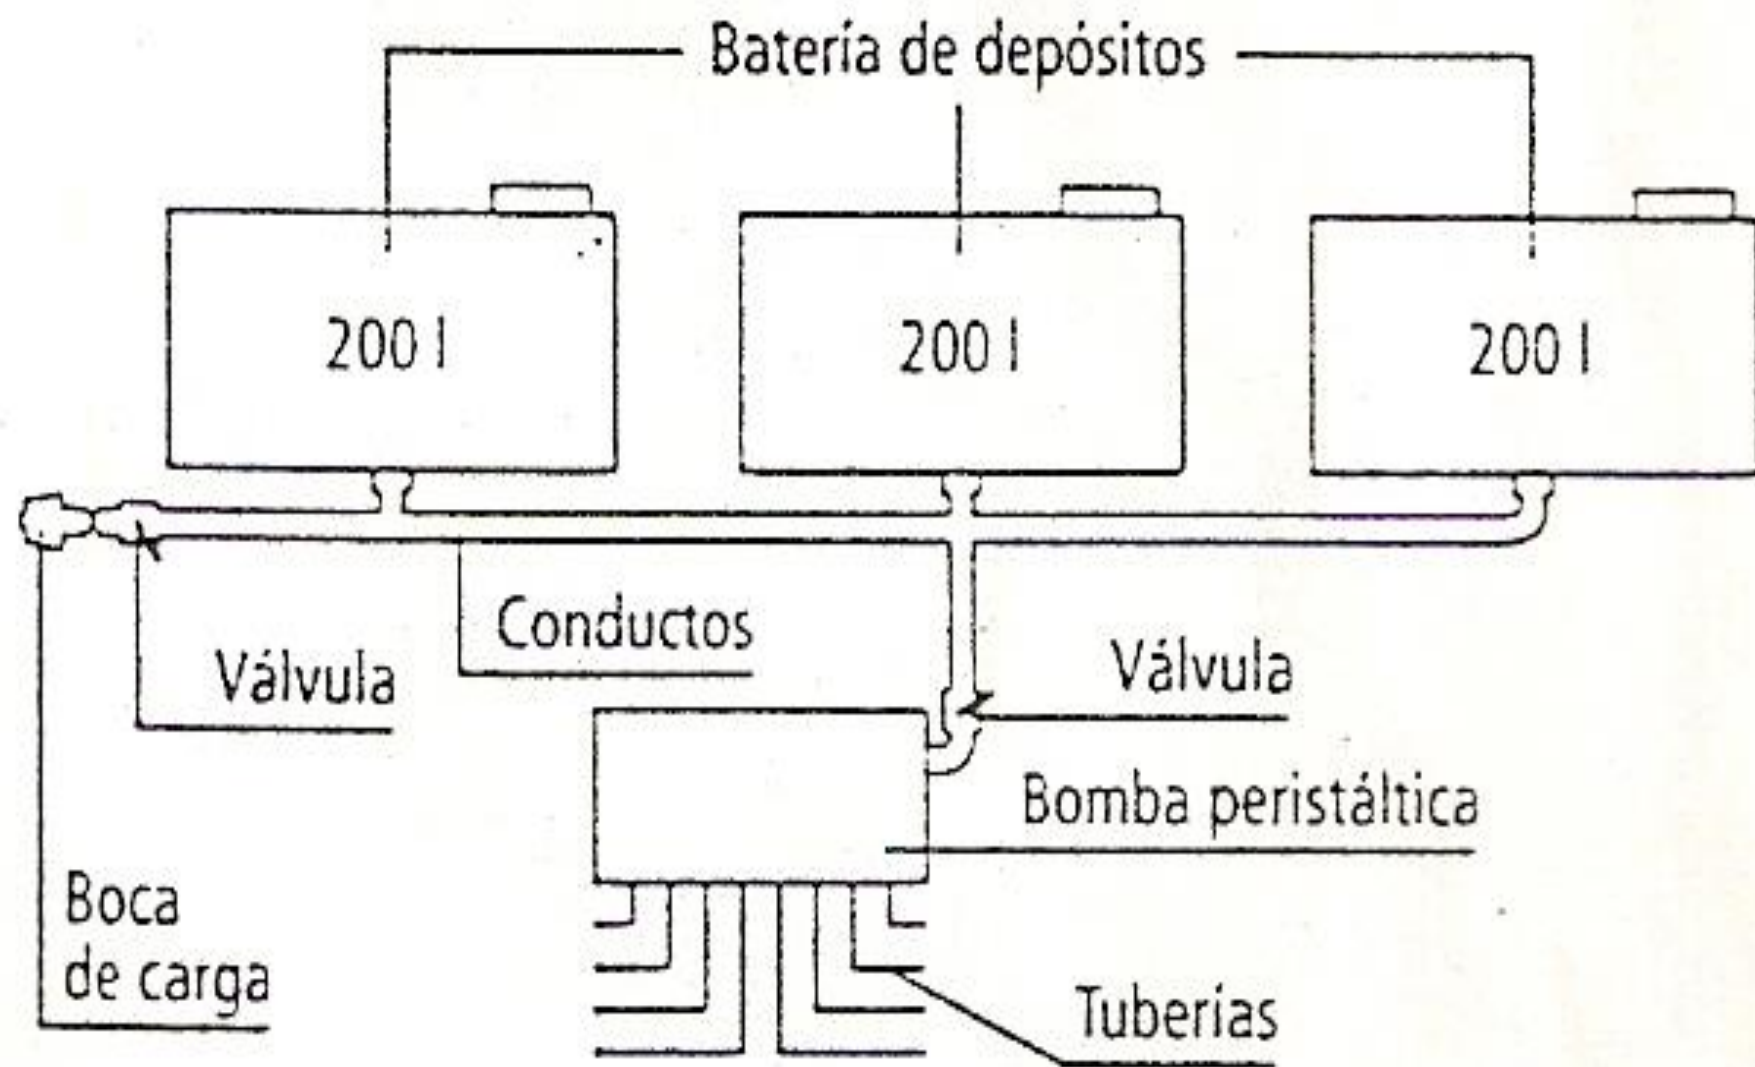 Batería de depósitos
200 l
200 l
200 l
Conductos
Válvula
Válvula
Bomba peristáltica
Boca
de carga
Tuberías